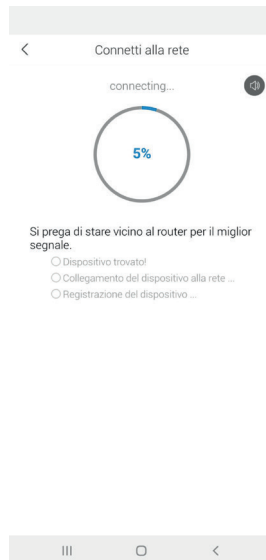 Connetti alla rete
connecting...
5%
Si prega di stare vicino al router per il miglior
segnale.
Dispositivo trovato!
Collegamento del dispositivo alla rete ...
Registrazione del dispositivo ...